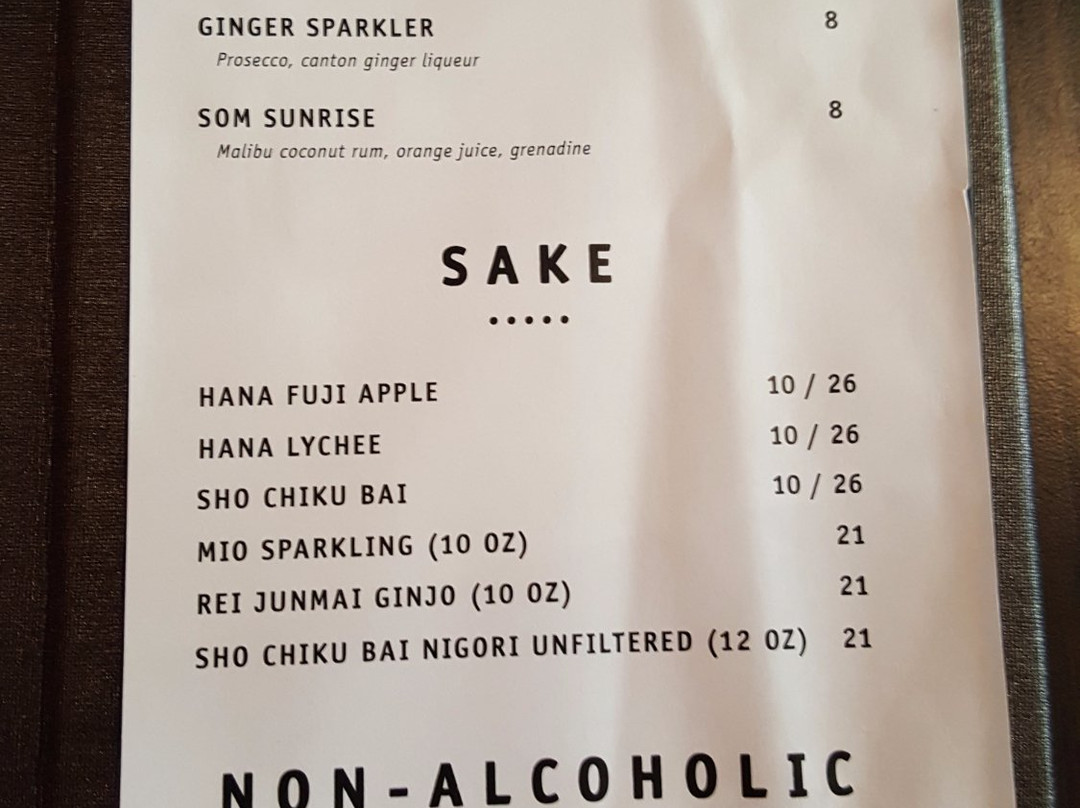 GINGER SPARKLER 8
Prosecco, canton ginger liqueur
SOM SUNRISE 8
Malibu coconut rum, orange juice, grenadine
SAKE
HANA FUJI APPLE 10 / 26
HANA LYCHEE 10 / 26
SHO CHIKU BAI 10 / 26
MIO SPARKLING (10 OZ) 21
REI JUNMAI GINJO (10 OZ) 21
SHO CHIKU BAI NIGORI UNFILTERED (12 OZ) 21
NON-ALCOHOLIC